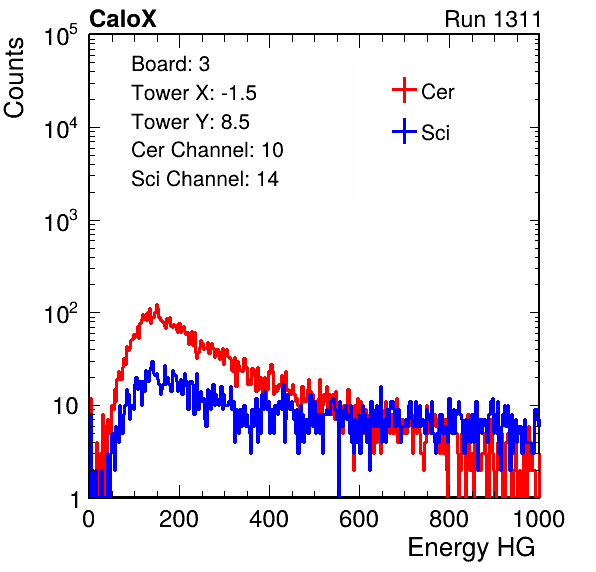 CaloX Run 1311
Counts
Board: 3
Tower X: -1.5
Tower Y: 8.5
Cer Channel: 10
Sci Channel: 14
Cer
Sci
10^5
10^4
10^3
10^2
10
1
0 200 400 600 800 1000
Energy HG